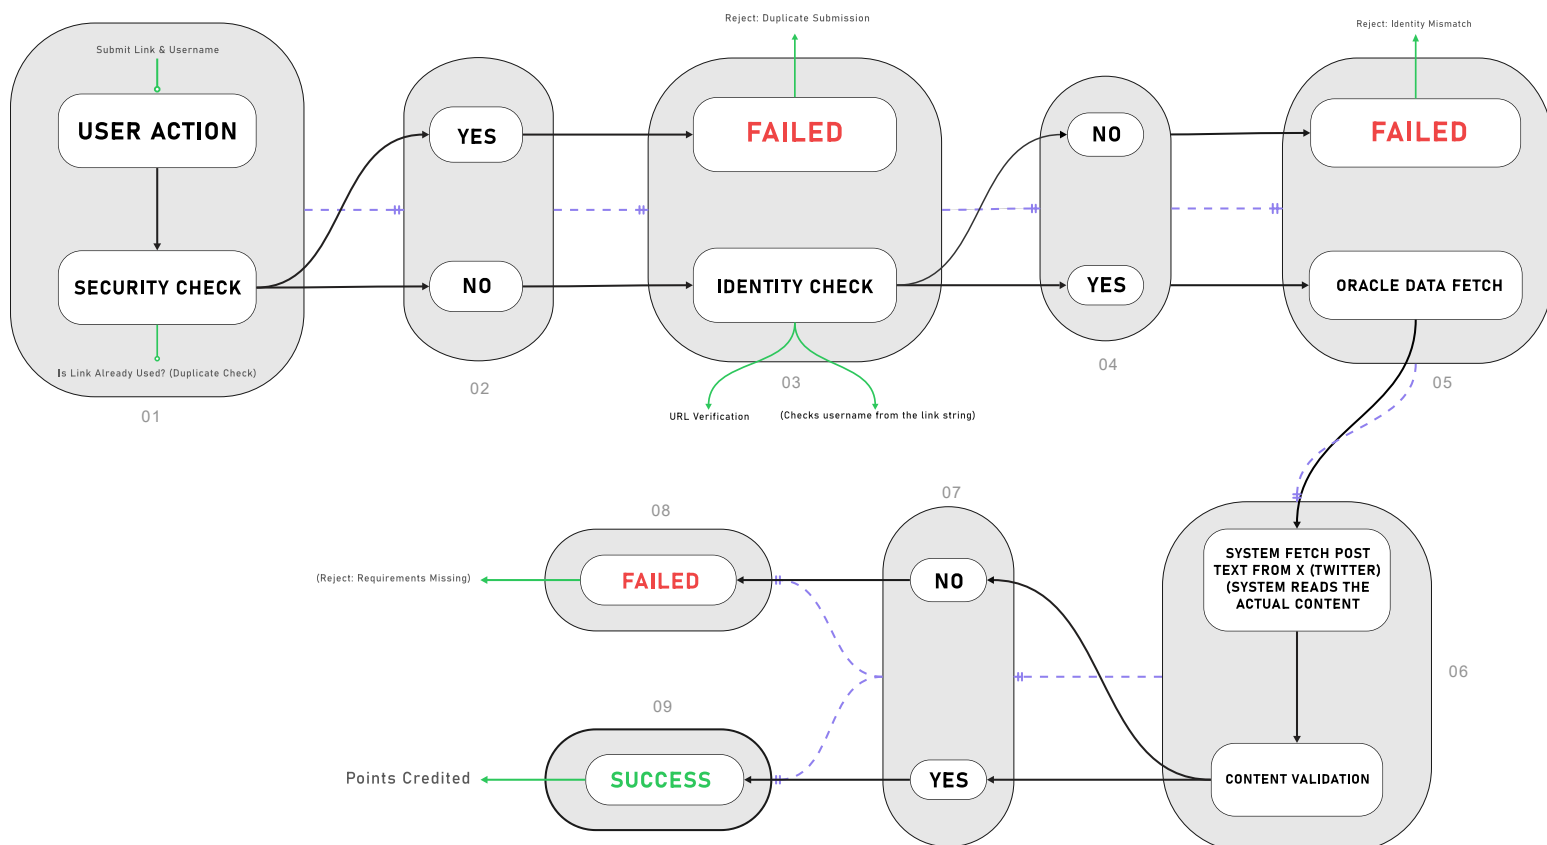 Submit Link & Username
USER ACTION
SECURITY CHECK
Is Link Already Used? (Duplicate Check)
01
YES
NO
02
Reject: Duplicate Submission
FAILED
IDENTITY CHECK
03
URL Verification
(Checks username from the link string)
NO
YES
04
Reject: Identity Mismatch
FAILED
ORACLE DATA FETCH
05
SYSTEM FETCH POST
TEXT FROM X (TWITTER)
(SYSTEM READS THE
ACTUAL CONTENT
CONTENT VALIDATION
06
07
NO
YES
08
FAILED
(Reject: Requirements Missing)
09
SUCCESS
Points Credited